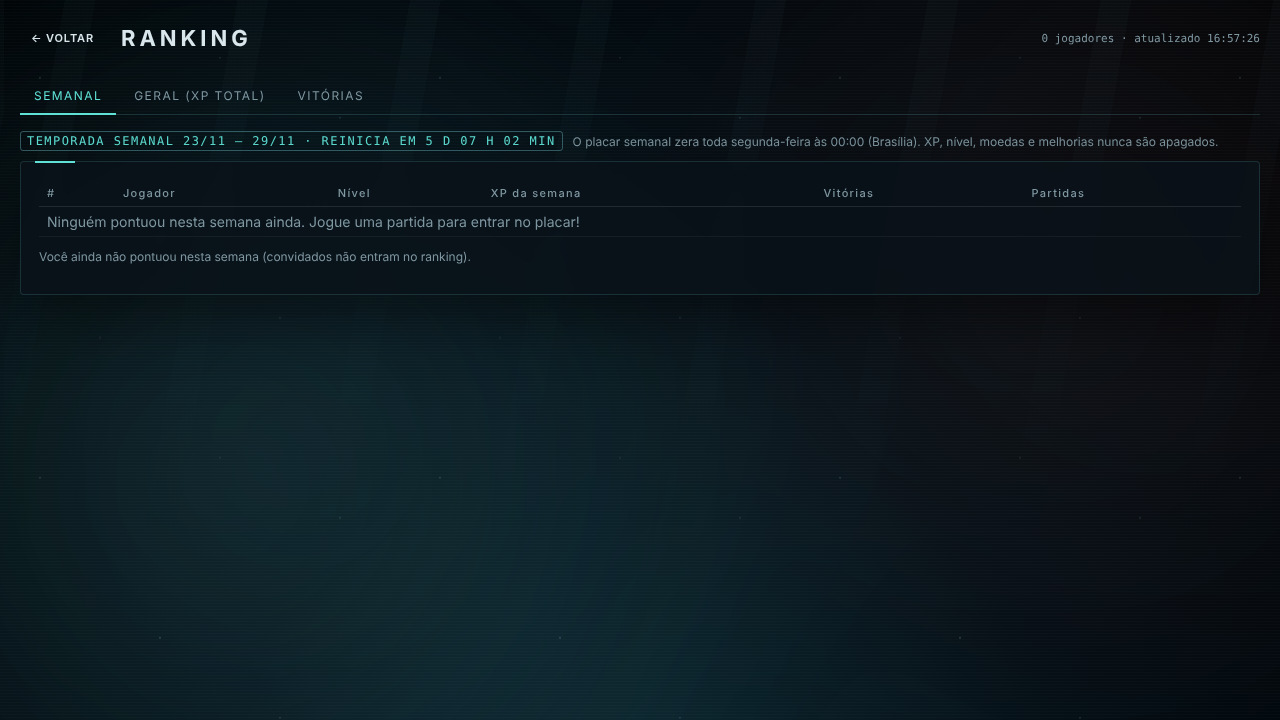 ← VOLTAR RANKING 0 jogadores · atualizado 16:57:26
SEMANAL GERAL (XP TOTAL) VITÓRIAS
TEMPORADA SEMANAL 23/11 — 29/11 · REINICIA EM 5 D 07 H 02 MIN O placar semanal zera toda segunda-feira às 00:00 (Brasília). XP, nível, moedas e melhorias nunca são apagados.
# Jogador Nível XP da semana Vitórias Partidas
Ninguém pontuou nesta semana ainda. Jogue uma partida para entrar no placar!
Você ainda não pontuou nesta semana (convidados não entram no ranking).